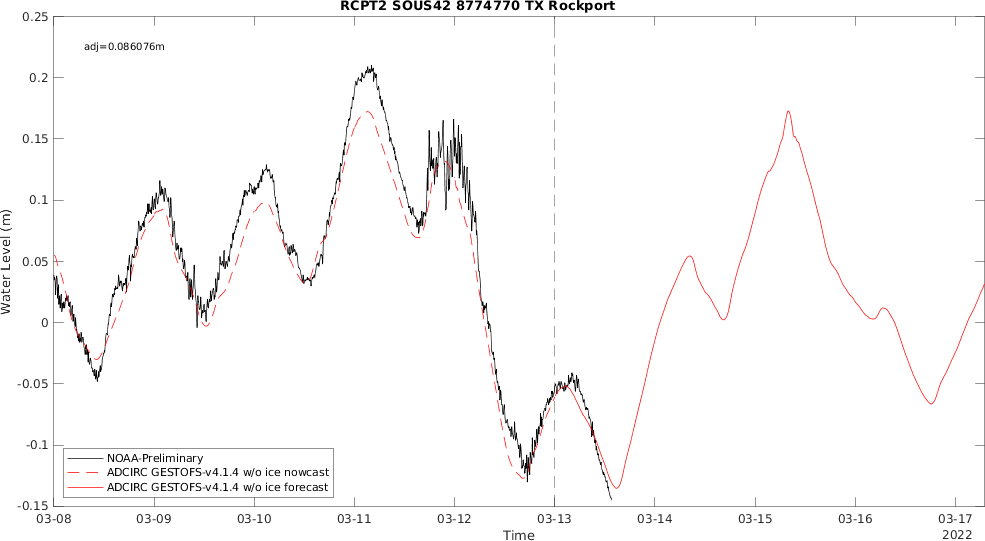 RCPT2 SOUS42 8774770 TX Rockport
adj=0.086076m
Water Level (m)
0.25
0.2
0.15
0.1
0.05
0
-0.05
-0.1
-0.15
NOAA-Preliminary
ADCIRC GESTOFS-v4.1.4 w/o ice nowcast
ADCIRC GESTOFS-v4.1.4 w/o ice forecast
03-08 03-09 03-10 03-11 03-12 03-13 03-14 03-15 03-16 03-17
Time
2022